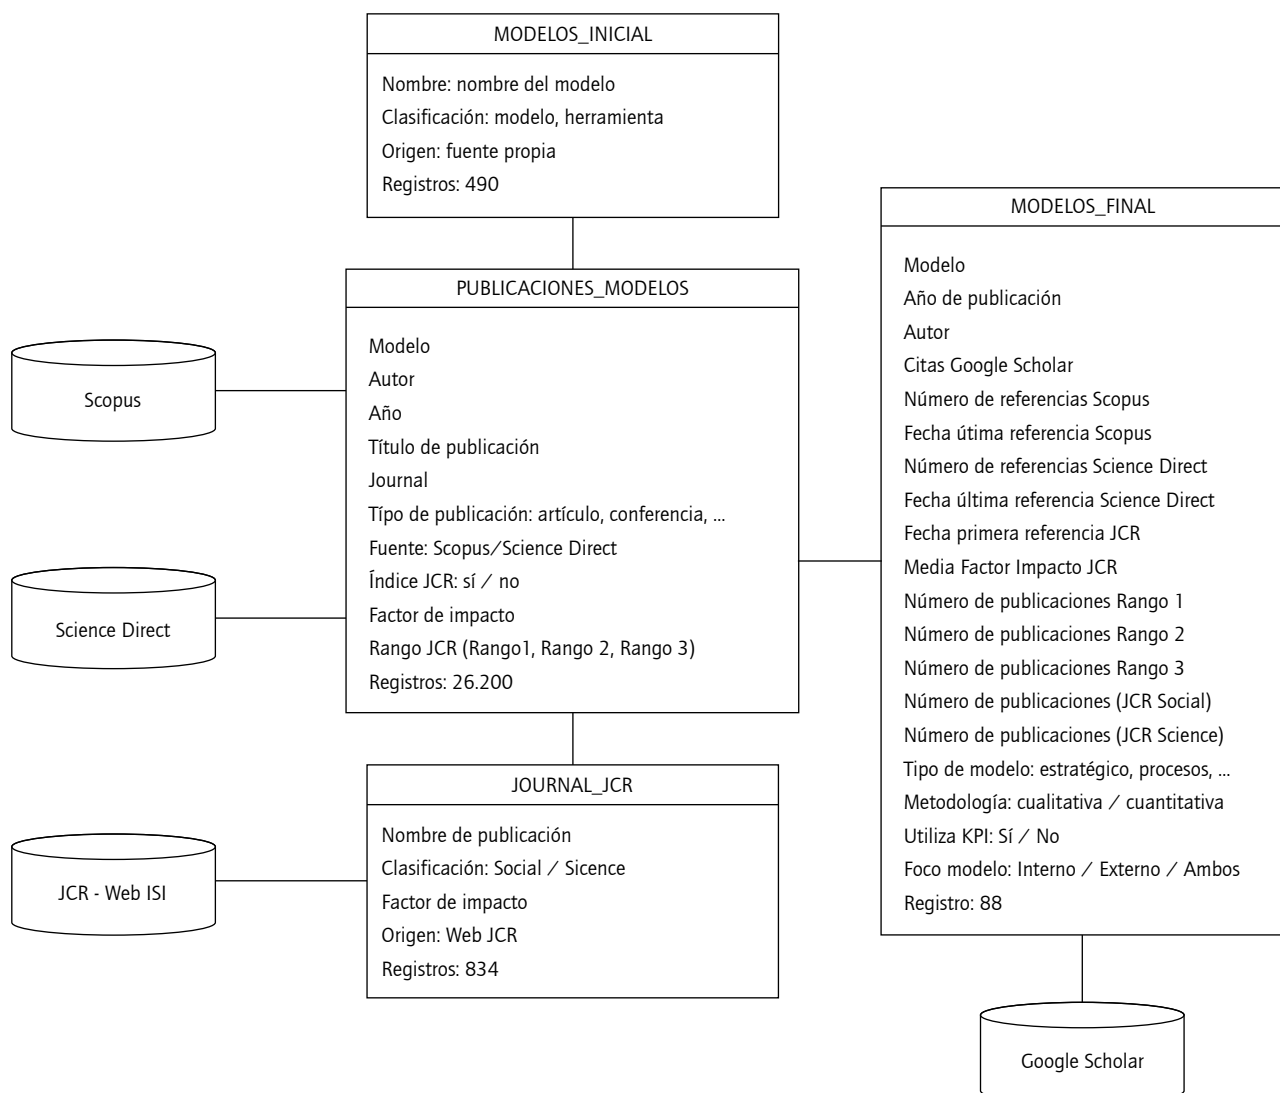 MODELOS_INICIAL
Nombre: nombre del modelo
Clasificación: modelo, herramienta
Origen: fuente propia
Registros: 490
PUBLICACIONES_MODELOS
Modelo
Autor
Año
Título de publicación
Journal
Típo de publicación: artículo, conferencia, ...
Fuente: Scopus/Science Direct
Índice JCR: sí / no
Factor de impacto
Rango JCR (Rango1, Rango 2, Rango 3)
Registros: 26.200
Scopus
Science Direct
JOURNAL_JCR
Nombre de publicación
Clasificación: Social / Sicence
Factor de impacto
Origen: Web JCR
Registros: 834
JCR - Web ISI
MODELOS_FINAL
Modelo
Año de publicación
Autor
Citas Google Scholar
Número de referencias Scopus
Fecha útima referencia Scopus
Número de referencias Science Direct
Fecha última referencia Science Direct
Fecha primera referencia JCR
Media Factor Impacto JCR
Número de publicaciones Rango 1
Número de publicaciones Rango 2
Número de publicaciones Rango 3
Número de publicaciones (JCR Social)
Número de publicaciones (JCR Science)
Tipo de modelo: estratégico, procesos, ...
Metodología: cualitativa / cuantitativa
Utiliza KPI: Sí / No
Foco modelo: Interno / Externo / Ambos
Registro: 88
Google Scholar